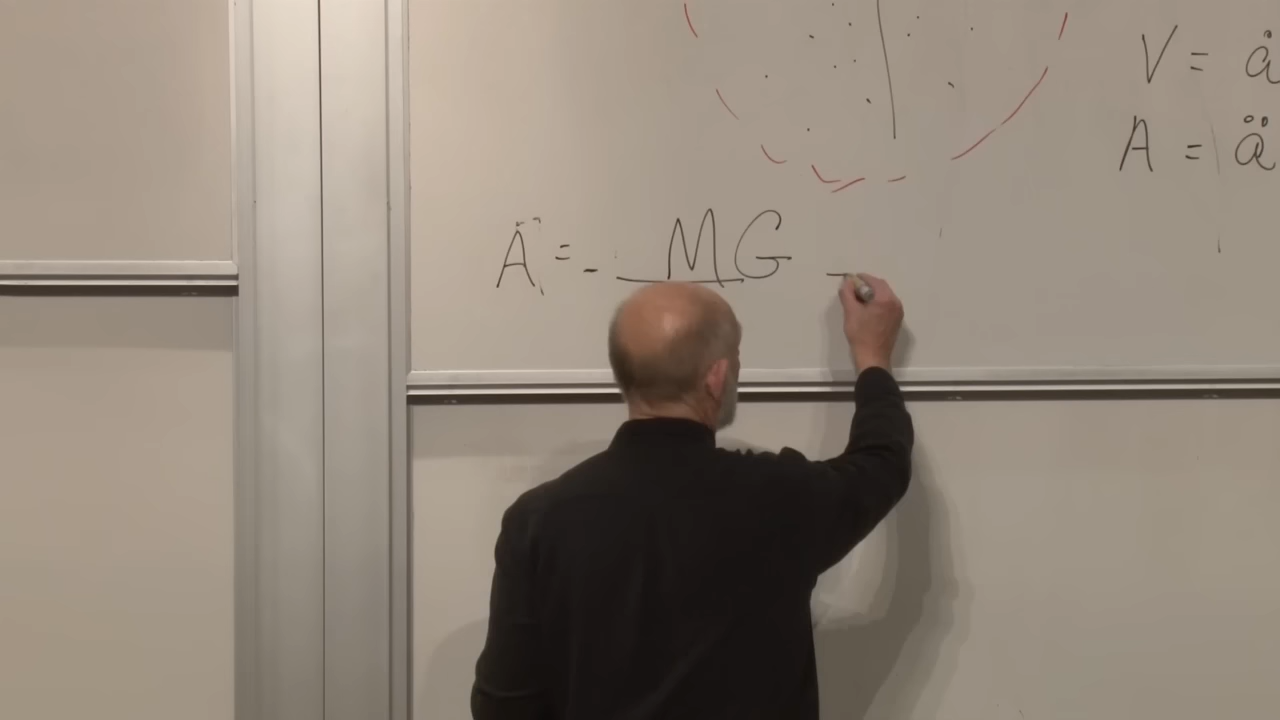 V = ȧ
A = ä
A = - MG